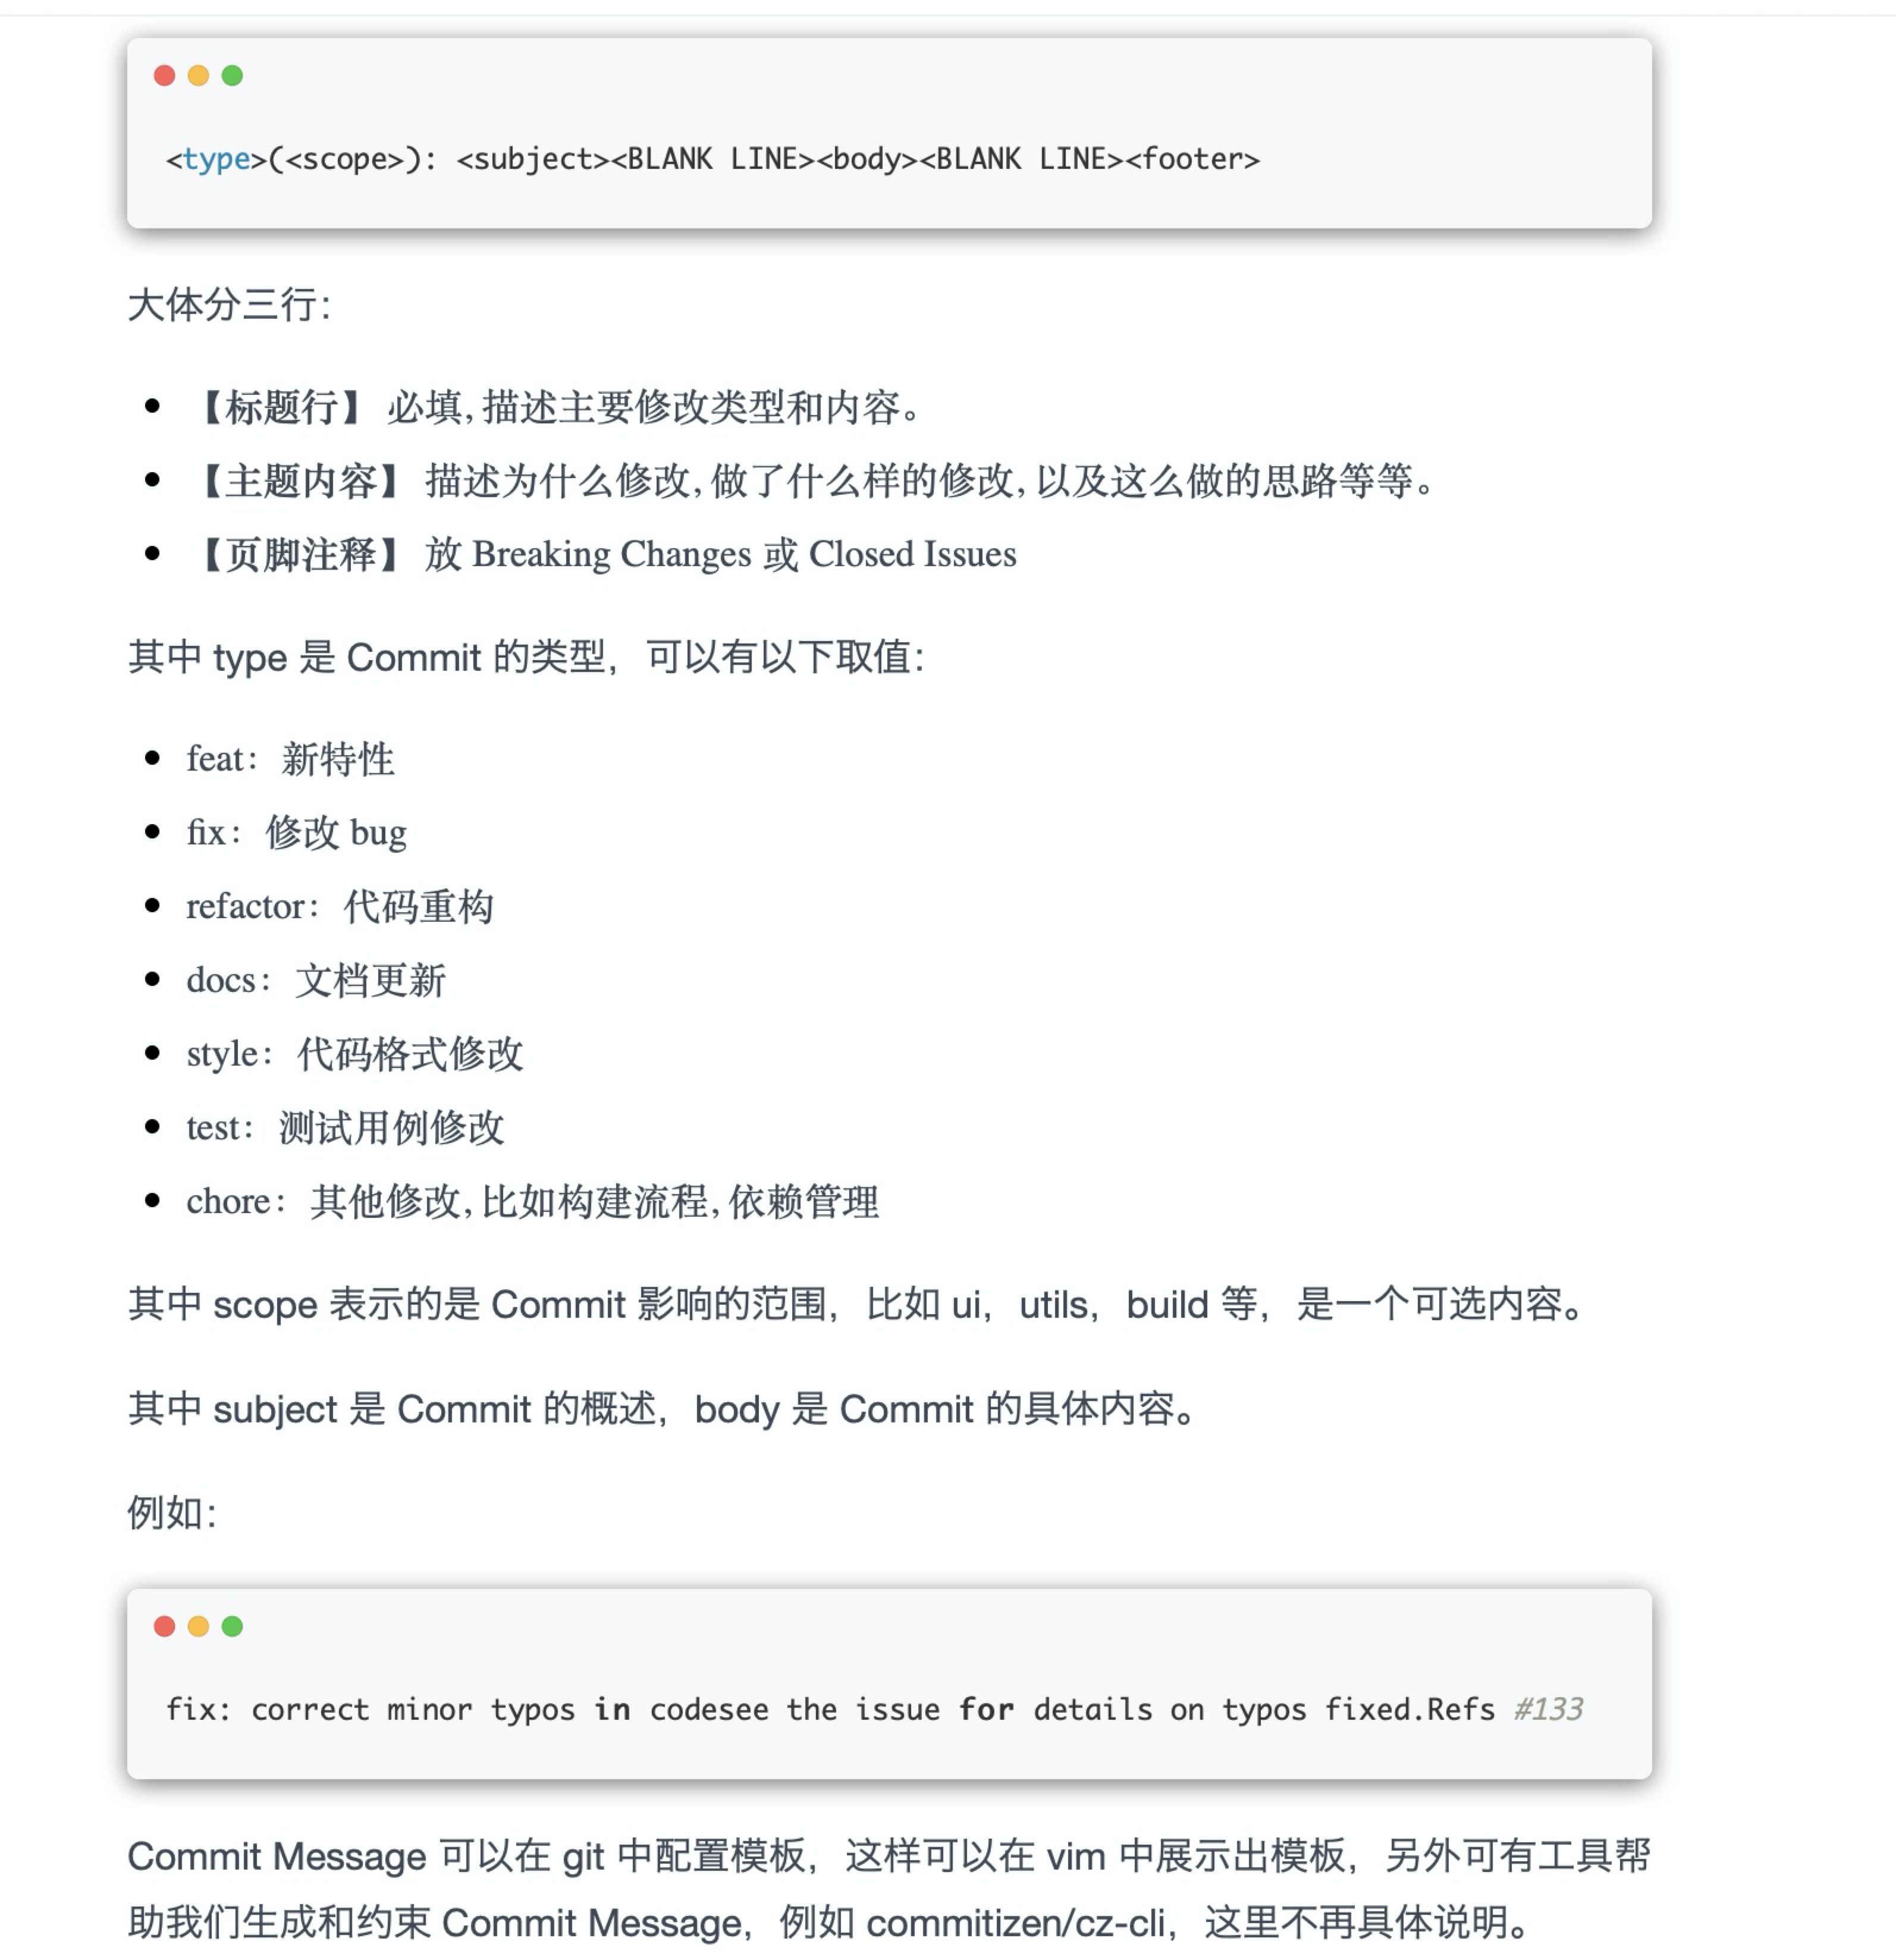 <type>(<scope>): <subject><BLANK LINE><body><BLANK LINE><footer>
大体分三行：
【标题行】 必填, 描述主要修改类型和内容。
【主题内容】 描述为什么修改, 做了什么样的修改, 以及这么做的思路等等。
【页脚注释】 放 Breaking Changes 或 Closed Issues
其中 type 是 Commit 的类型，可以有以下取值：
feat：新特性
fix：修改 bug
refactor：代码重构
docs：文档更新
style：代码格式修改
test：测试用例修改
chore：其他修改, 比如构建流程, 依赖管理
其中 scope 表示的是 Commit 影响的范围，比如 ui，utils，build 等，是一个可选内容。
其中 subject 是 Commit 的概述，body 是 Commit 的具体内容。
例如：
fix: correct minor typos in codesee the issue for details on typos fixed.Refs #133
Commit Message 可以在 git 中配置模板，这样可以在 vim 中展示出模板，另外可有工具帮
助我们生成和约束 Commit Message，例如 commitizen/cz-cli，这里不再具体说明。